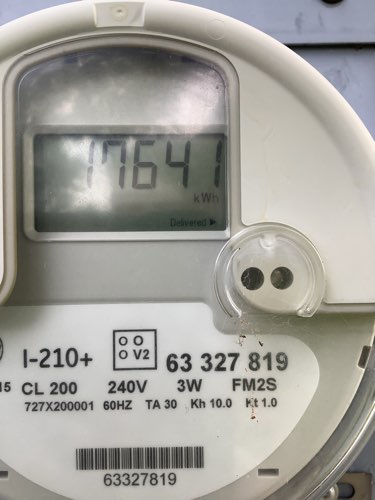 17641
kWh
Delivered ▶
I-210+
V2
63 327 819
15 CL 200 240V 3W FM2S
727X200001 60HZ TA 30 Kh 10.0 Kt 1.0
63327819